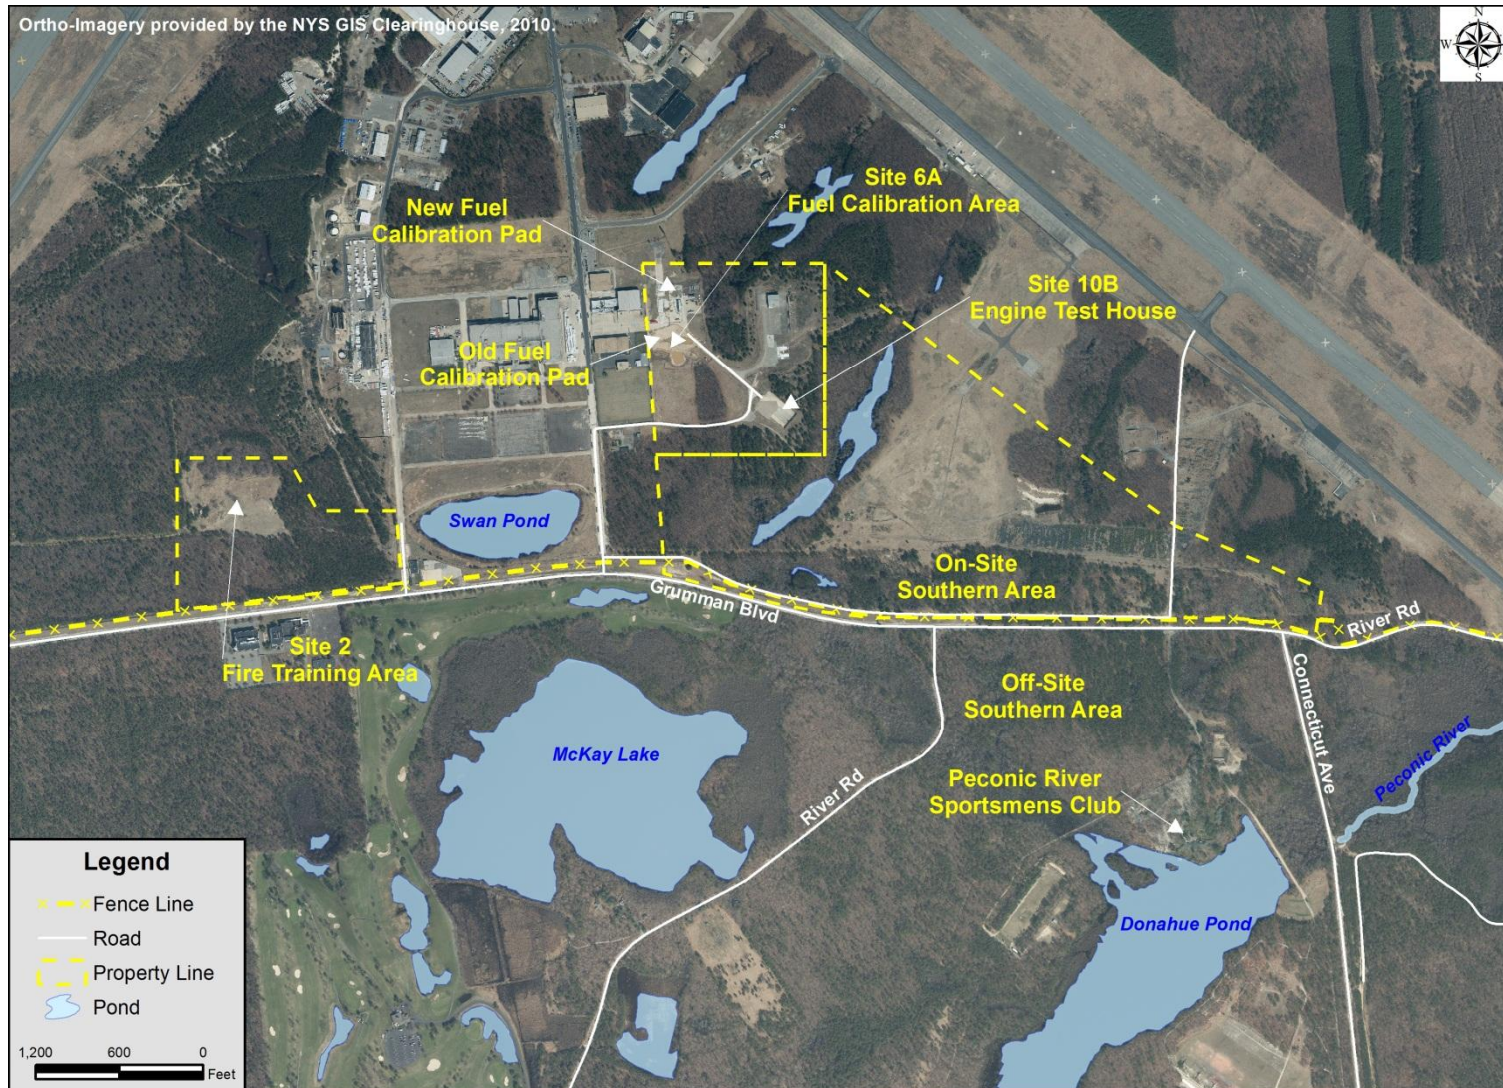 Ortho-Imagery provided by the NYS GIS Clearinghouse, 2010.
N
W
E
S
Site 6A
Fuel Calibration Area
New Fuel
Calibration Pad
Site 10B
Engine Test House
Old Fuel
Calibration Pad
Swan Pond
On-Site
Southern Area
Grumman Blvd
River Rd
Site 2
Fire Training Area
Off-Site
Southern Area
Connecticut Ave
McKay Lake
Peconic River
River Rd
Peconic River
Sportsmens Club
Donahue Pond
Legend
Fence Line
Road
Property Line
Pond
1,200 600 0
Feet